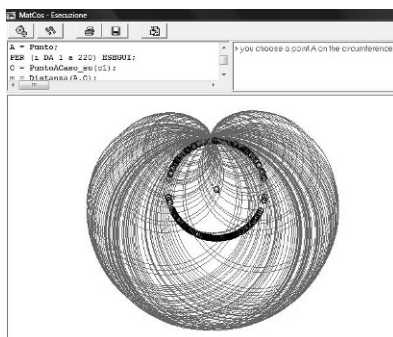 MatCos - Esecuzione
A = Punto;
PER (i DA 1 a 220) ESEGUI;
C = PuntoACaso_su(c1);
m = Distanza(A,C);
> you choose a point A on the circumference